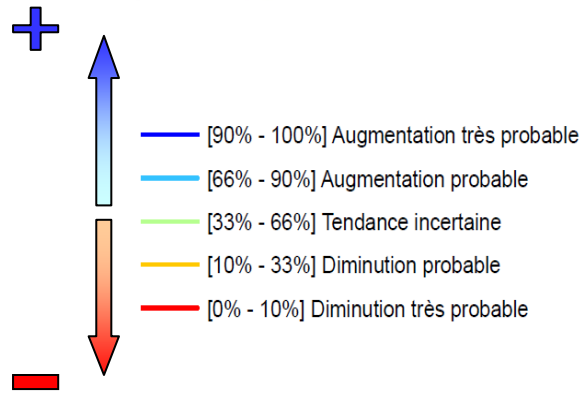 [90% - 100%] Augmentation très probable
[66% - 90%] Augmentation probable
[33% - 66%] Tendance incertaine
[10% - 33%] Diminution probable
[0% - 10%] Diminution très probable